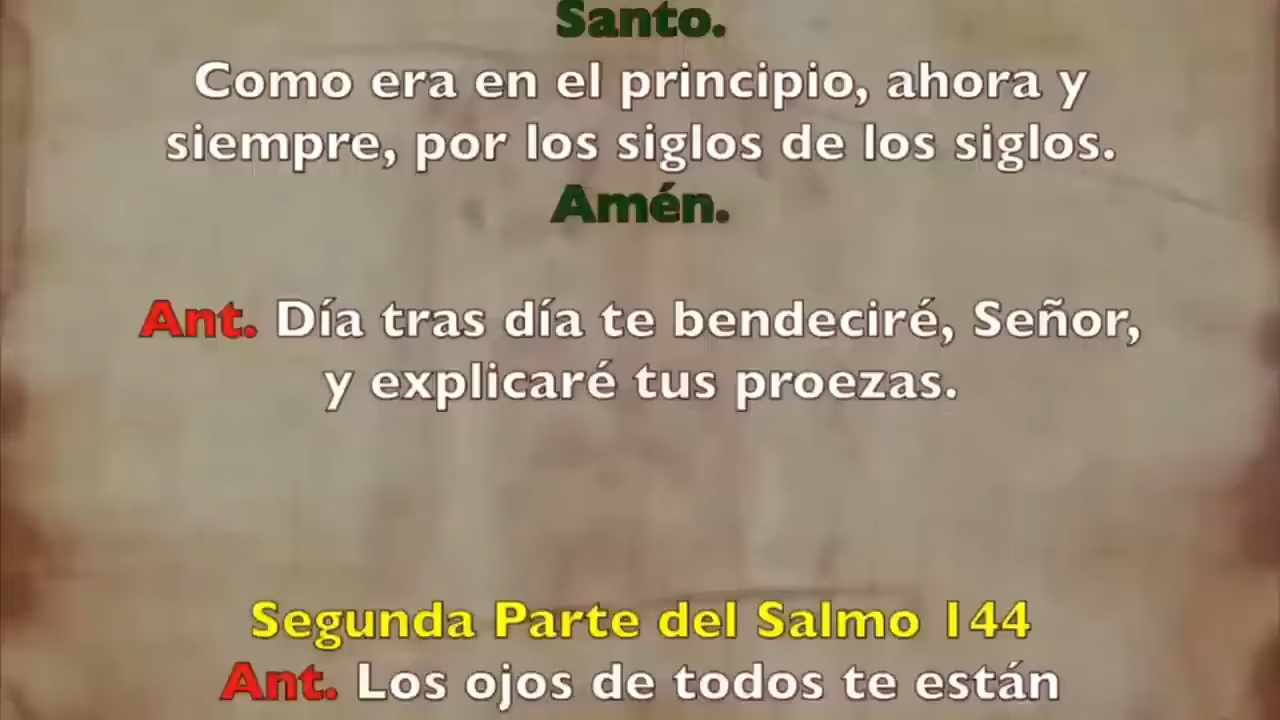 Santo.
Como era en el principio, ahora y
siempre, por los siglos de los siglos.
Amén.
Ant. Día tras día te bendeciré, Señor,
y explicaré tus proezas.
Segunda Parte del Salmo 144
Ant. Los ojos de todos te están